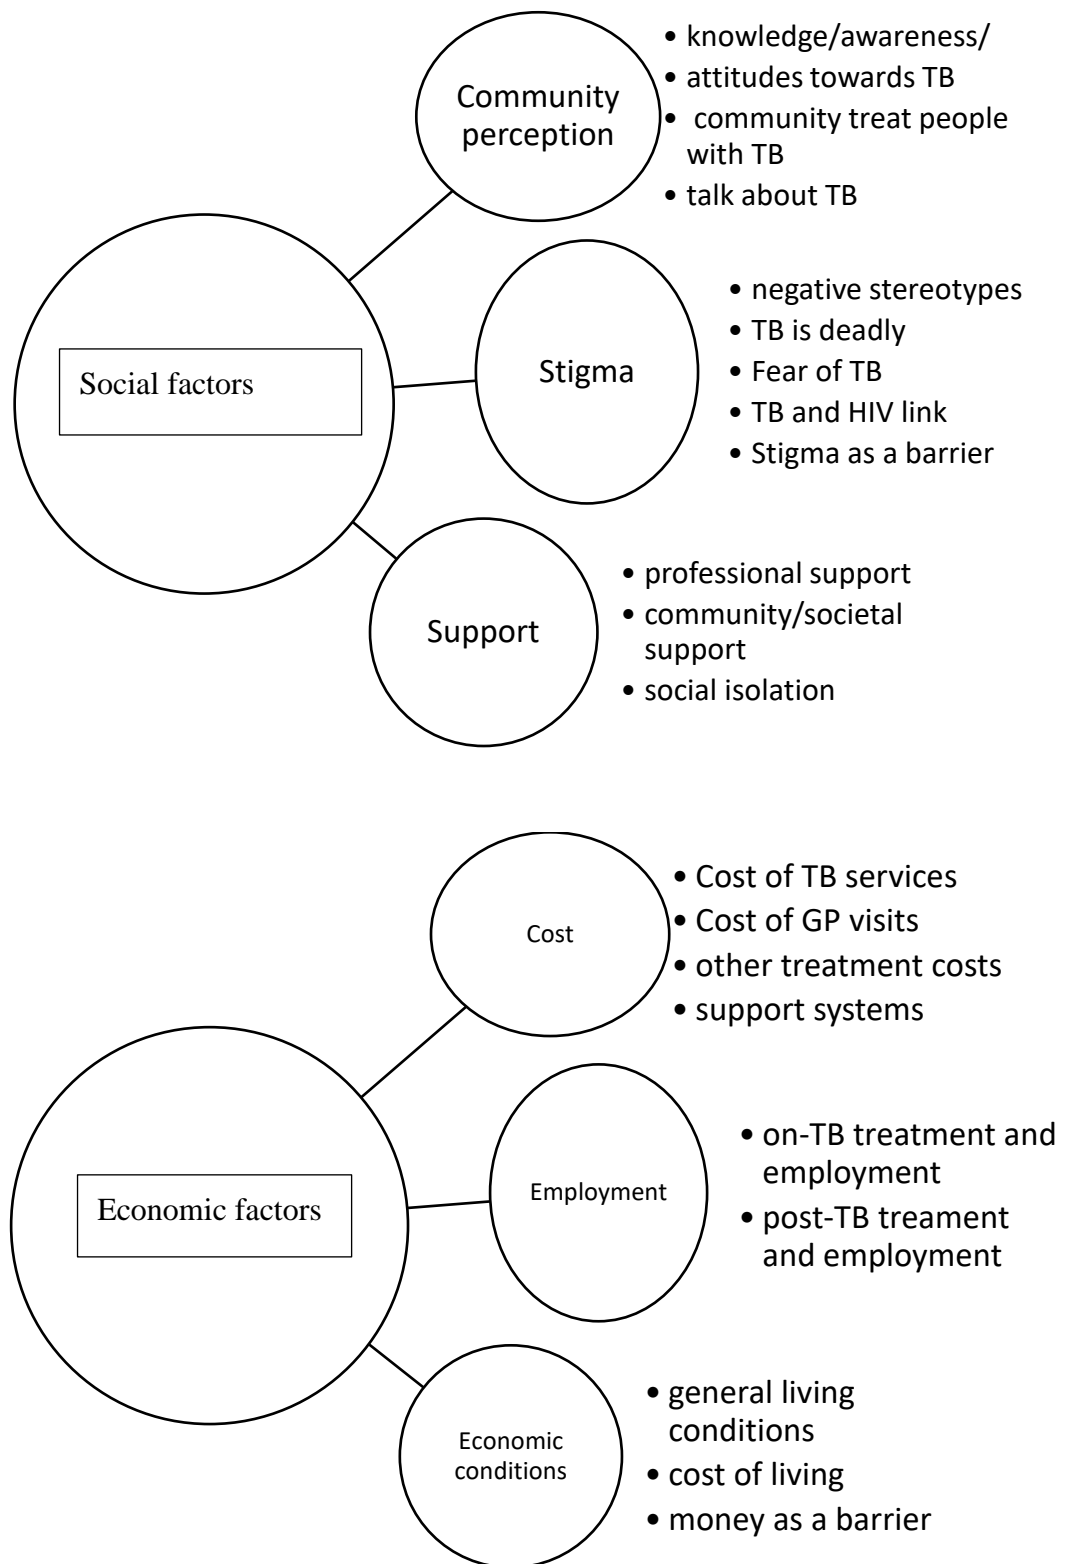 Community
perception
• knowledge/awareness/
• attitudes towards TB
• community treat people
with TB
• talk about TB
Social factors
Stigma
• negative stereotypes
• TB is deadly
• Fear of TB
• TB and HIV link
• Stigma as a barrier
Support
• professional support
• community/societal
support
• social isolation
Cost
• Cost of TB services
• Cost of GP visits
• other treatment costs
• support systems
Economic factors
Employment
• on-TB treatment and
employment
• post-TB treament
and employment
Economic
conditions
• general living
conditions
• cost of living
• money as a barrier